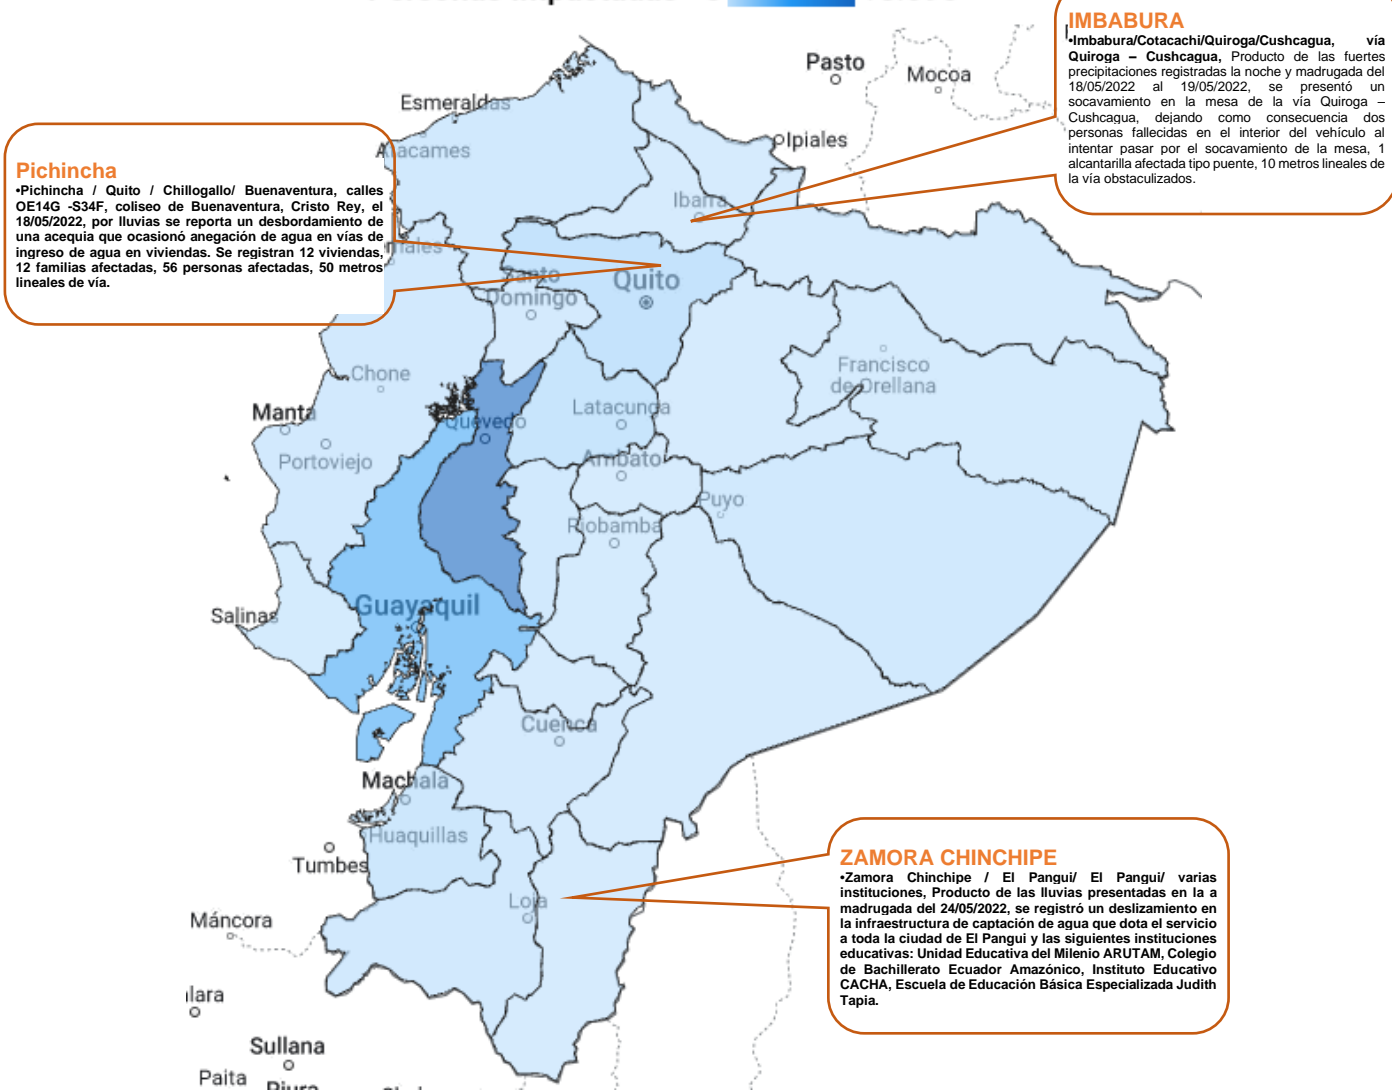 IMBABURA
•Imbabura/Cotacachi/Quiroga/Cushcagua, vía
Quiroga – Cushcagua, Producto de las fuertes
precipitaciones registradas la noche y madrugada del
18/05/2022 al 19/05/2022, se presentó un
socavamiento en la mesa de la vía Quiroga –
Cushcagua, dejando como consecuencia dos
personas fallecidas en el interior del vehículo al
intentar pasar por el socavamiento de la mesa, 1
alcantarilla afectada tipo puente, 10 metros lineales de
la vía obstaculizados.
Pasto
Mocoa
Esmeraldas
Ipiales
Atacames
Pichincha
•Pichincha / Quito / Chillogallo/ Buenaventura, calles
OE14G -S34F, coliseo de Buenaventura, Cristo Rey, el
18/05/2022, por lluvias se reporta un desbordamiento de
una acequia que ocasionó anegación de agua en vías de
ingreso de agua en viviendas. Se registran 12 viviendas,
12 familias afectadas, 56 personas afectadas, 50 metros
lineales de vía.
Ibarra
Santo
Domingo
Quito
Francisco
de Orellana
Chone
Manta
Quevedo
Latacunga
Portoviejo
Ambato
Puyo
Riobamba
Salinas
Guayaquil
Cuenca
Machala
Huaquillas
Tumbes
Loja
Máncora
ZAMORA CHINCHIPE
•Zamora Chinchipe / El Pangui/ El Pangui/ varias
instituciones, Producto de las lluvias presentadas en la a
madrugada del 24/05/2022, se registró un deslizamiento en
la infraestructura de captación de agua que dota el servicio
a toda la ciudad de El Pangui y las siguientes instituciones
educativas: Unidad Educativa del Milenio ARUTAM, Colegio
de Bachillerato Ecuador Amazónico, Instituto Educativo
CACHA, Escuela de Educación Básica Especializada Judith
Tapia.
Sullana
Paita
Piura